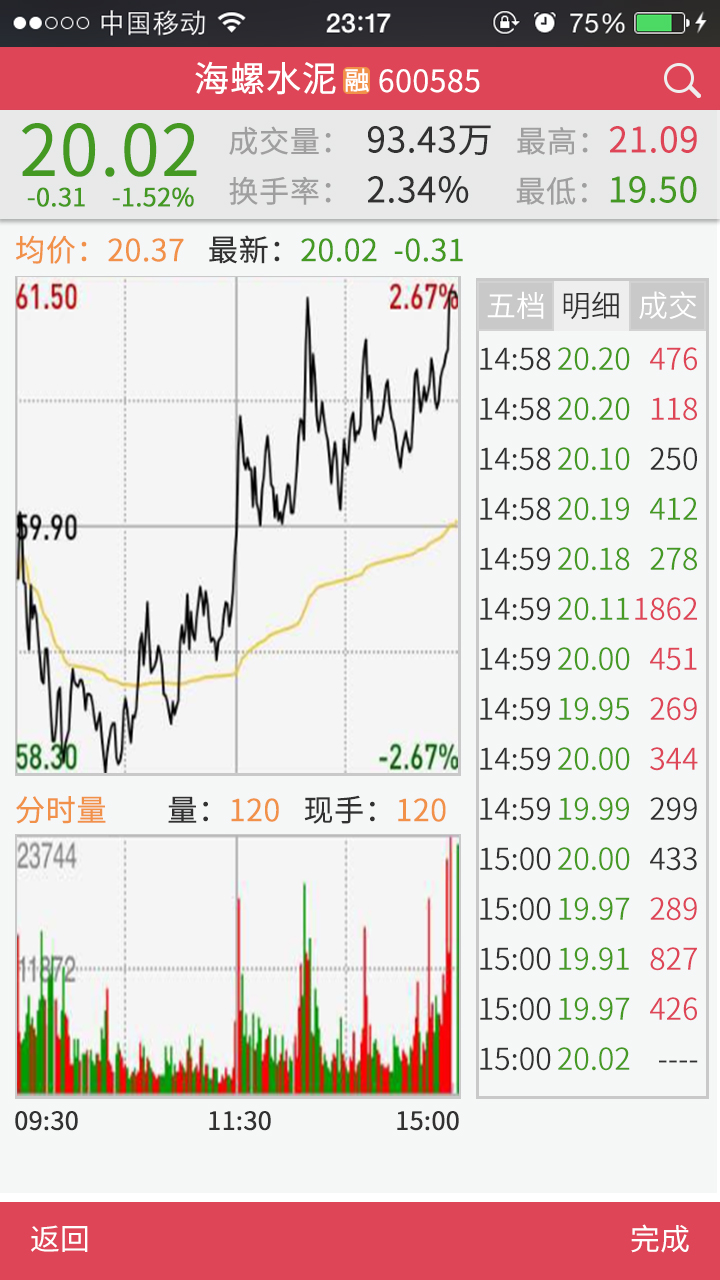 中国移动 23:17 75%
海螺水泥 融 600585
20.02 成交量： 93.43万 最高：21.09
-0.31 -1.52% 换手率： 2.34% 最低：19.50
均价：20.37 最新：20.02 -0.31
61.50 2.67%
59.90
58.30 -2.67%
五档 明细 成交
14:58 20.20 476
14:58 20.20 118
14:58 20.10 250
14:58 20.19 412
14:59 20.18 278
14:59 20.11 1862
14:59 20.00 451
14:59 19.95 269
14:59 20.00 344
14:59 19.99 299
15:00 20.00 433
15:00 19.97 289
15:00 19.91 827
15:00 19.97 426
15:00 20.02 ----
分时量 量：120 现手：120
23744
11872
09:30 11:30 15:00
返回 完成